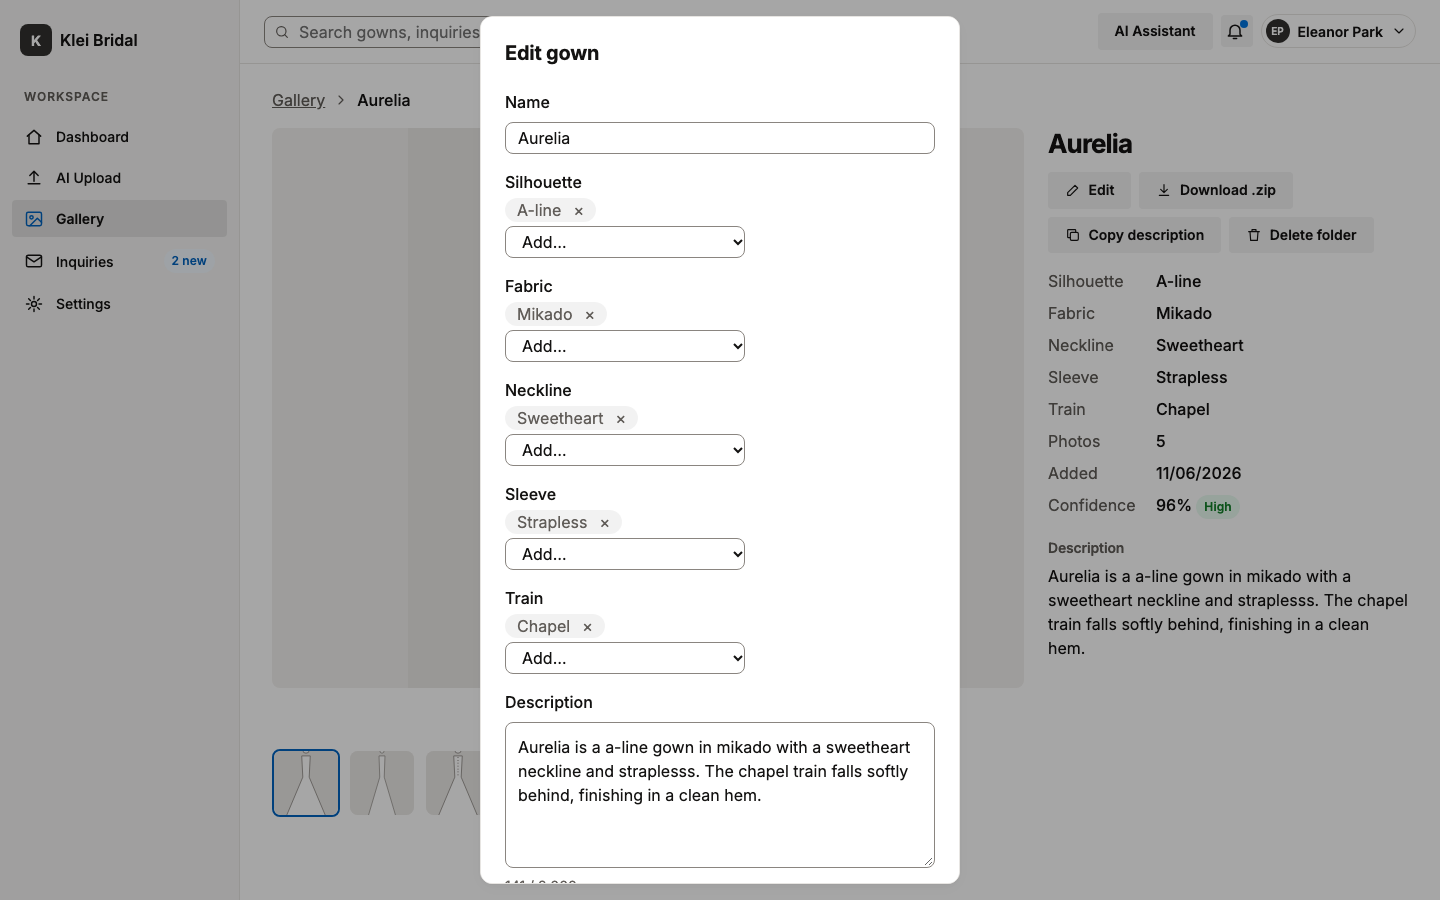 K Klei Bridal
WORKSPACE
Dashboard
AI Upload
Gallery
Inquiries 2 new
Settings
Search gowns, inquiries
AI Assistant
EP Eleanor Park
Gallery > Aurelia
Edit gown
Name
Aurelia
Silhouette
A-line ×
Add...
Fabric
Mikado ×
Add...
Neckline
Sweetheart ×
Add...
Sleeve
Strapless ×
Add...
Train
Chapel ×
Add...
Description
Aurelia is a a-line gown in mikado with a sweetheart
neckline and straplesss. The chapel train falls softly
behind, finishing in a clean hem.
Aurelia
Edit
Download .zip
Copy description
Delete folder
Silhouette A-line
Fabric Mikado
Neckline Sweetheart
Sleeve Strapless
Train Chapel
Photos 5
Added 11/06/2026
Confidence 96% High
Description
Aurelia is a a-line gown in mikado with a
sweetheart neckline and straplesss. The chapel
train falls softly behind, finishing in a clean
hem.